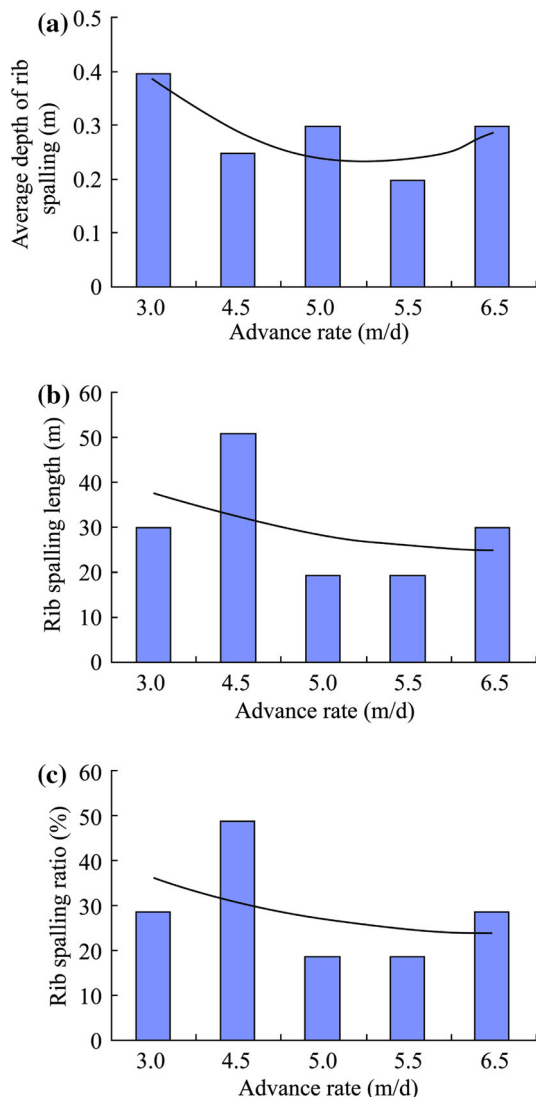 (a)
Average depth of rib
spalling (m)
0.5
0.4
0.3
0.2
0.1
0
3.0 4.5 5.0 5.5 6.5
Advance rate (m/d)
(b)
Rib spalling length (m)
60
50
40
30
20
10
0
3.0 4.5 5.0 5.5 6.5
Advance rate (m/d)
(c)
Rib spalling ratio (%)
60
50
40
30
20
10
0
3.0 4.5 5.0 5.5 6.5
Advance rate (m/d)